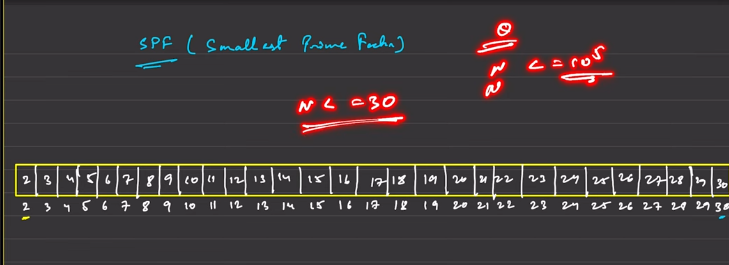 SPF (Smallest Prime Factor)
Q
N <= 10^5
N
N <= 30
2 3 4 5 6 7 8 9 10 11 12 13 14 15 16 17 18 19 20 21 22 23 24 25 26 27 28 29 30
2 3 4 5 6 7 8 9 10 11 12 13 14 15 16 17 18 19 20 21 22 23 24 25 26 27 28 29 30